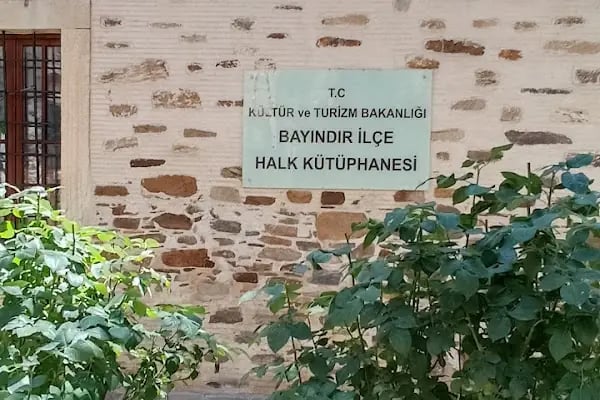 T.C
KÜLTÜR ve TURİZM BAKANLIĞI
BAYINDIR İLÇE
HALK KÜTÜPHANESİ